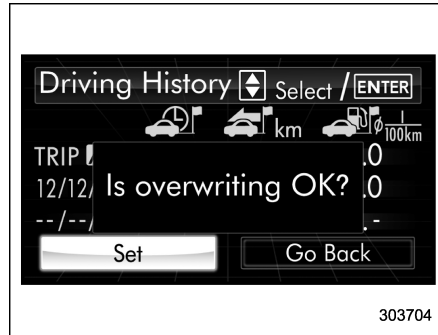 Driving History Select / ENTER
km ø l/100km
TRIP .0
12/12/ .0
--/--/ .-
Is overwriting OK?
Set Go Back
303704